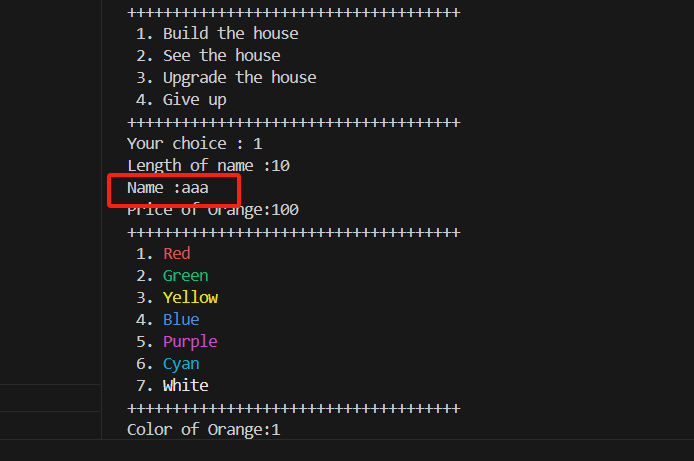 +++++++++++++++++++++++++++++++++++++
1. Build the house
2. See the house
3. Upgrade the house
4. Give up
+++++++++++++++++++++++++++++++++++++
Your choice : 1
Length of name :10
Name :aaa
Price of Orange:100
+++++++++++++++++++++++++++++++++++++
1. Red
2. Green
3. Yellow
4. Blue
5. Purple
6. Cyan
7. White
+++++++++++++++++++++++++++++++++++++
Color of Orange:1